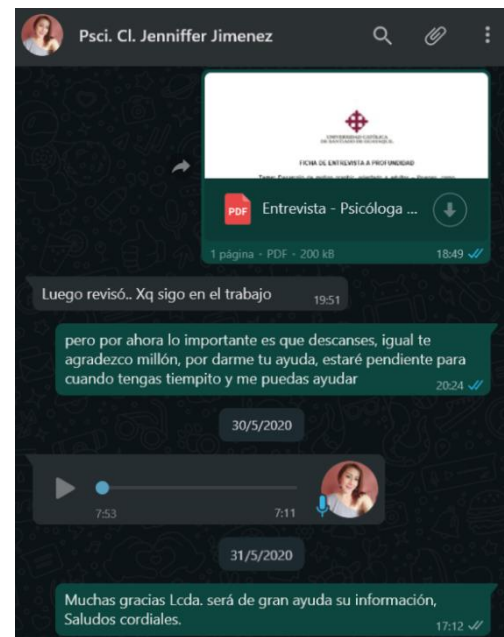 Psci. Cl. Jenniffer Jimenez
UNIVERSIDAD CATÓLICA
DE SANTIAGO DE GUAYAQUIL
FICHA DE ENTREVISTA A PROFUNDIDAD
PDF
Entrevista - Psicóloga ...
1 página • PDF • 200 kB
18:49
Luego revisó.. Xq sigo en el trabajo
19:51
pero por ahora lo importante es que descanses, igual te
agradezco millón, por darme tu ayuda, estaré pendiente para
cuando tengas tiempito y me puedas ayudar
20:24
30/5/2020
7:53
7:11
31/5/2020
Muchas gracias Lcda. será de gran ayuda su información,
Saludos cordiales.
17:12